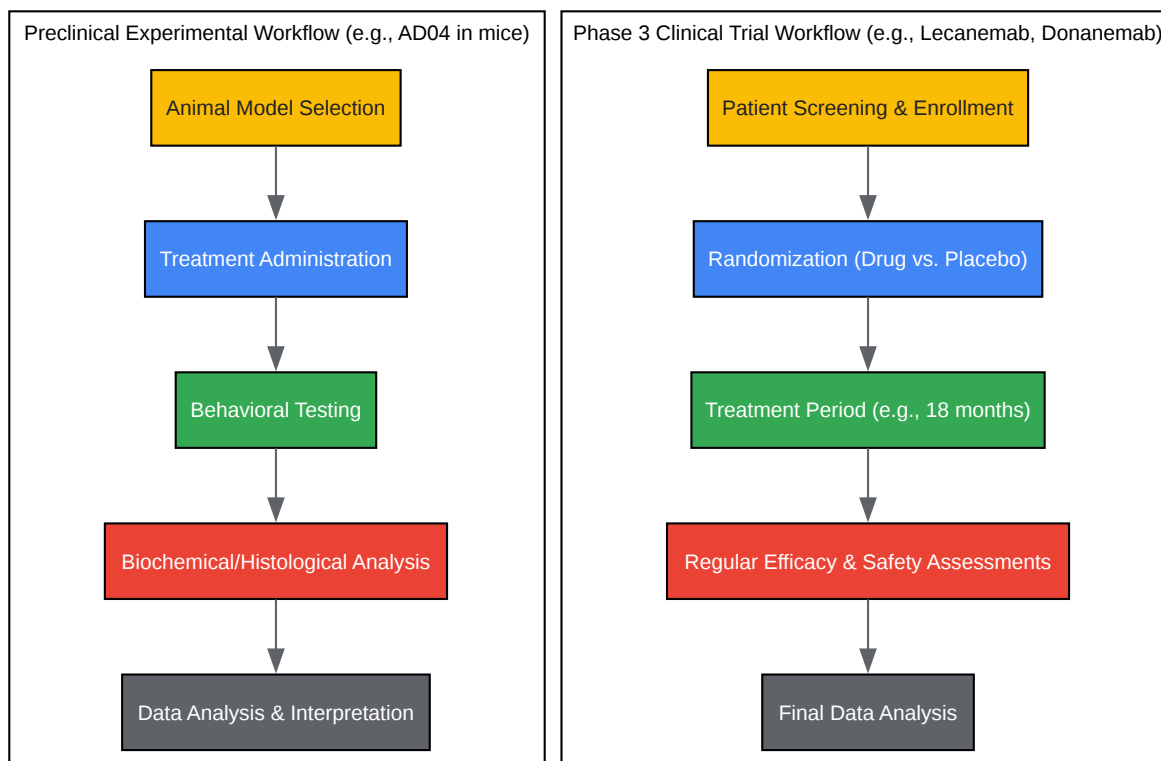 Preclinical Experimental Workflow (e.g., AD04 in mice)
Animal Model Selection
Treatment Administration
Behavioral Testing
Biochemical/Histological Analysis
Data Analysis & Interpretation
Phase 3 Clinical Trial Workflow (e.g., Lecanemab, Donanemab)
Patient Screening & Enrollment
Randomization (Drug vs. Placebo)
Treatment Period (e.g., 18 months)
Regular Efficacy & Safety Assessments
Final Data Analysis